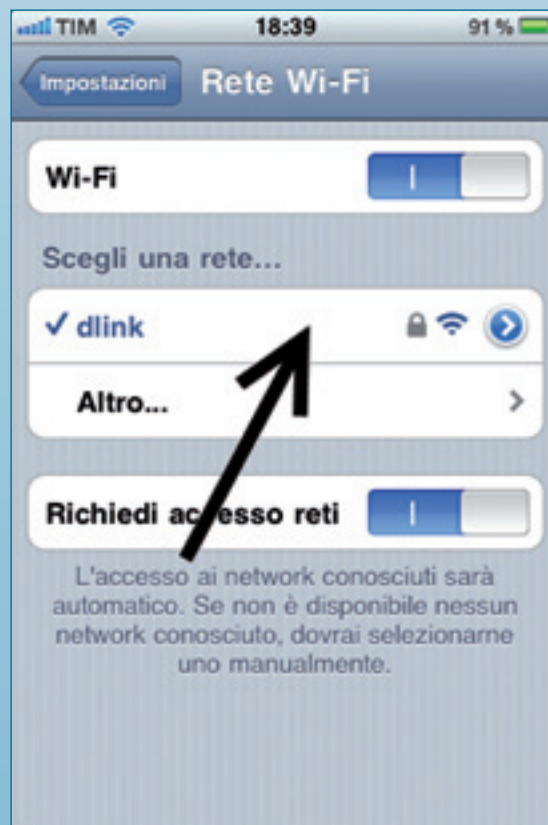 TIM 18:39 91 %
Impostazioni Rete Wi-Fi
Wi-Fi
Scegli una rete...
dlink
Altro...
Richiedi accesso reti
L'accesso ai network conosciuti sarà
automatico. Se non è disponibile nessun
network conosciuto, dovrai selezionarne
uno manualmente.